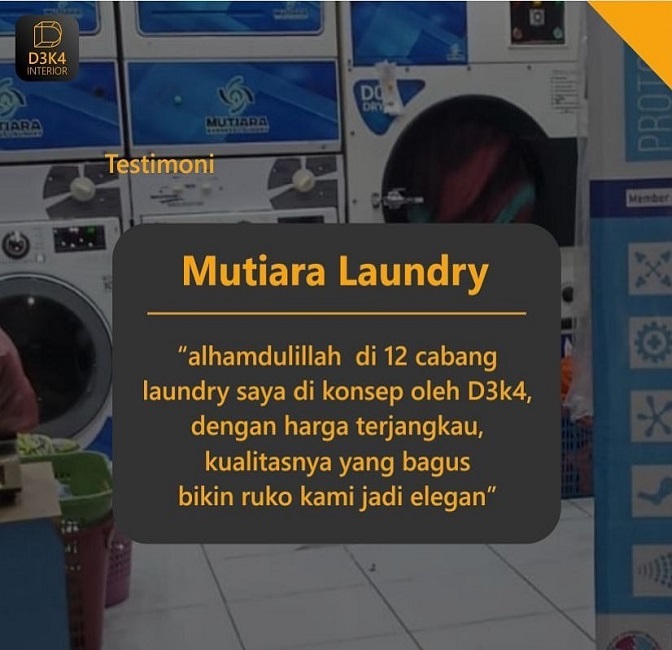 D3K4
INTERIOR
MUTIARA
MUTIARA
DRY
Testimoni
Member
Mutiara Laundry
“alhamdulillah  di 12 cabang
laundry saya di konsep oleh D3k4,
dengan harga terjangkau,
kualitasnya yang bagus
bikin ruko kami jadi elegan”